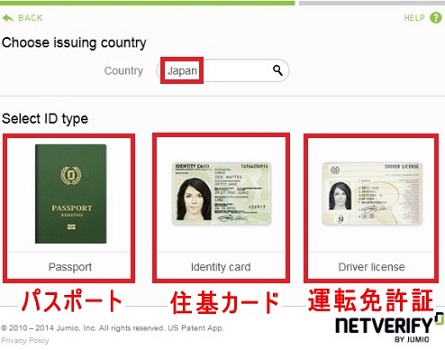 BACK
HELP ?
Choose issuing country
Country Japan
Select ID type
PASSPORT
IDENTITY CARD
DRIVER LICENSE
Passport
Identity card
Driver license
パスポート
住基カード
運転免許証
© 2010 – 2014 Jumio, Inc. All rights reserved. US Patent App.
Privacy Policy
NETVERIFY
BY JUMIO